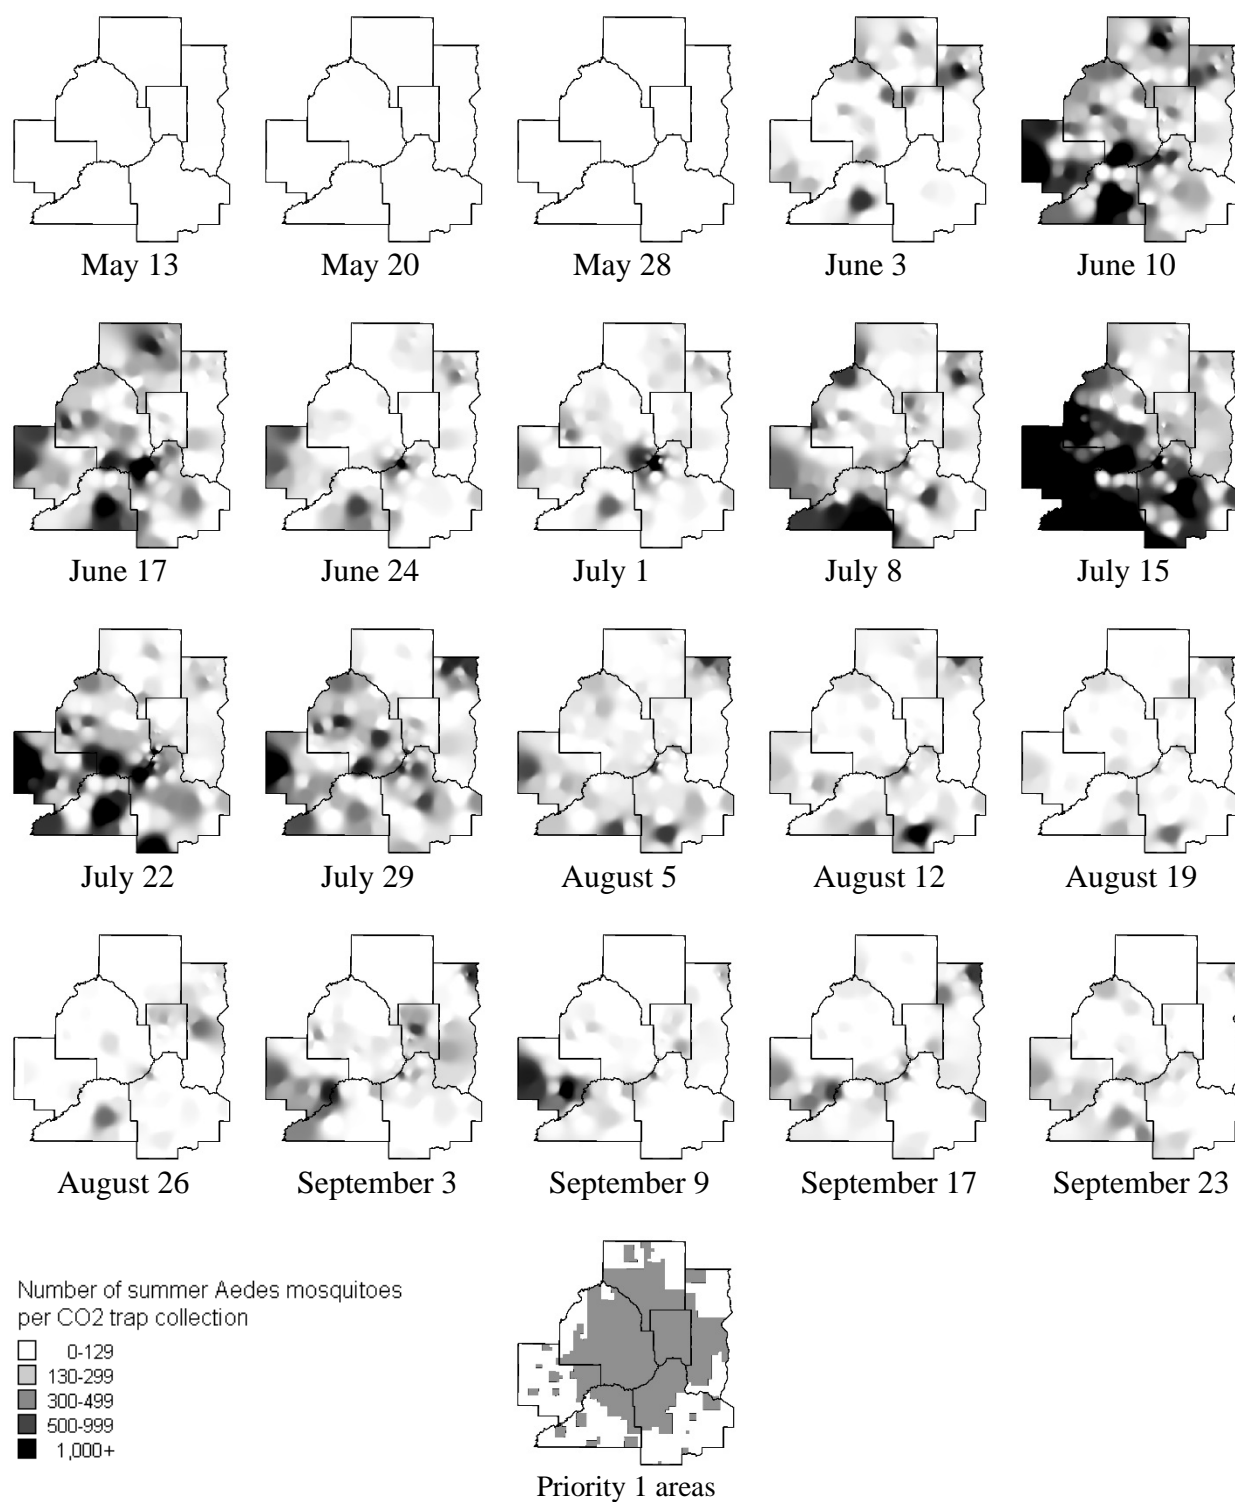 May 13
May 20
May 28
June 3
June 10
June 17
June 24
July 1
July 8
July 15
July 22
July 29
August 5
August 12
August 19
August 26
September 3
September 9
September 17
September 23
Number of summer Aedes mosquitoes
per CO2 trap collection
0-129
130-299
300-499
500-999
1,000+
Priority 1 areas